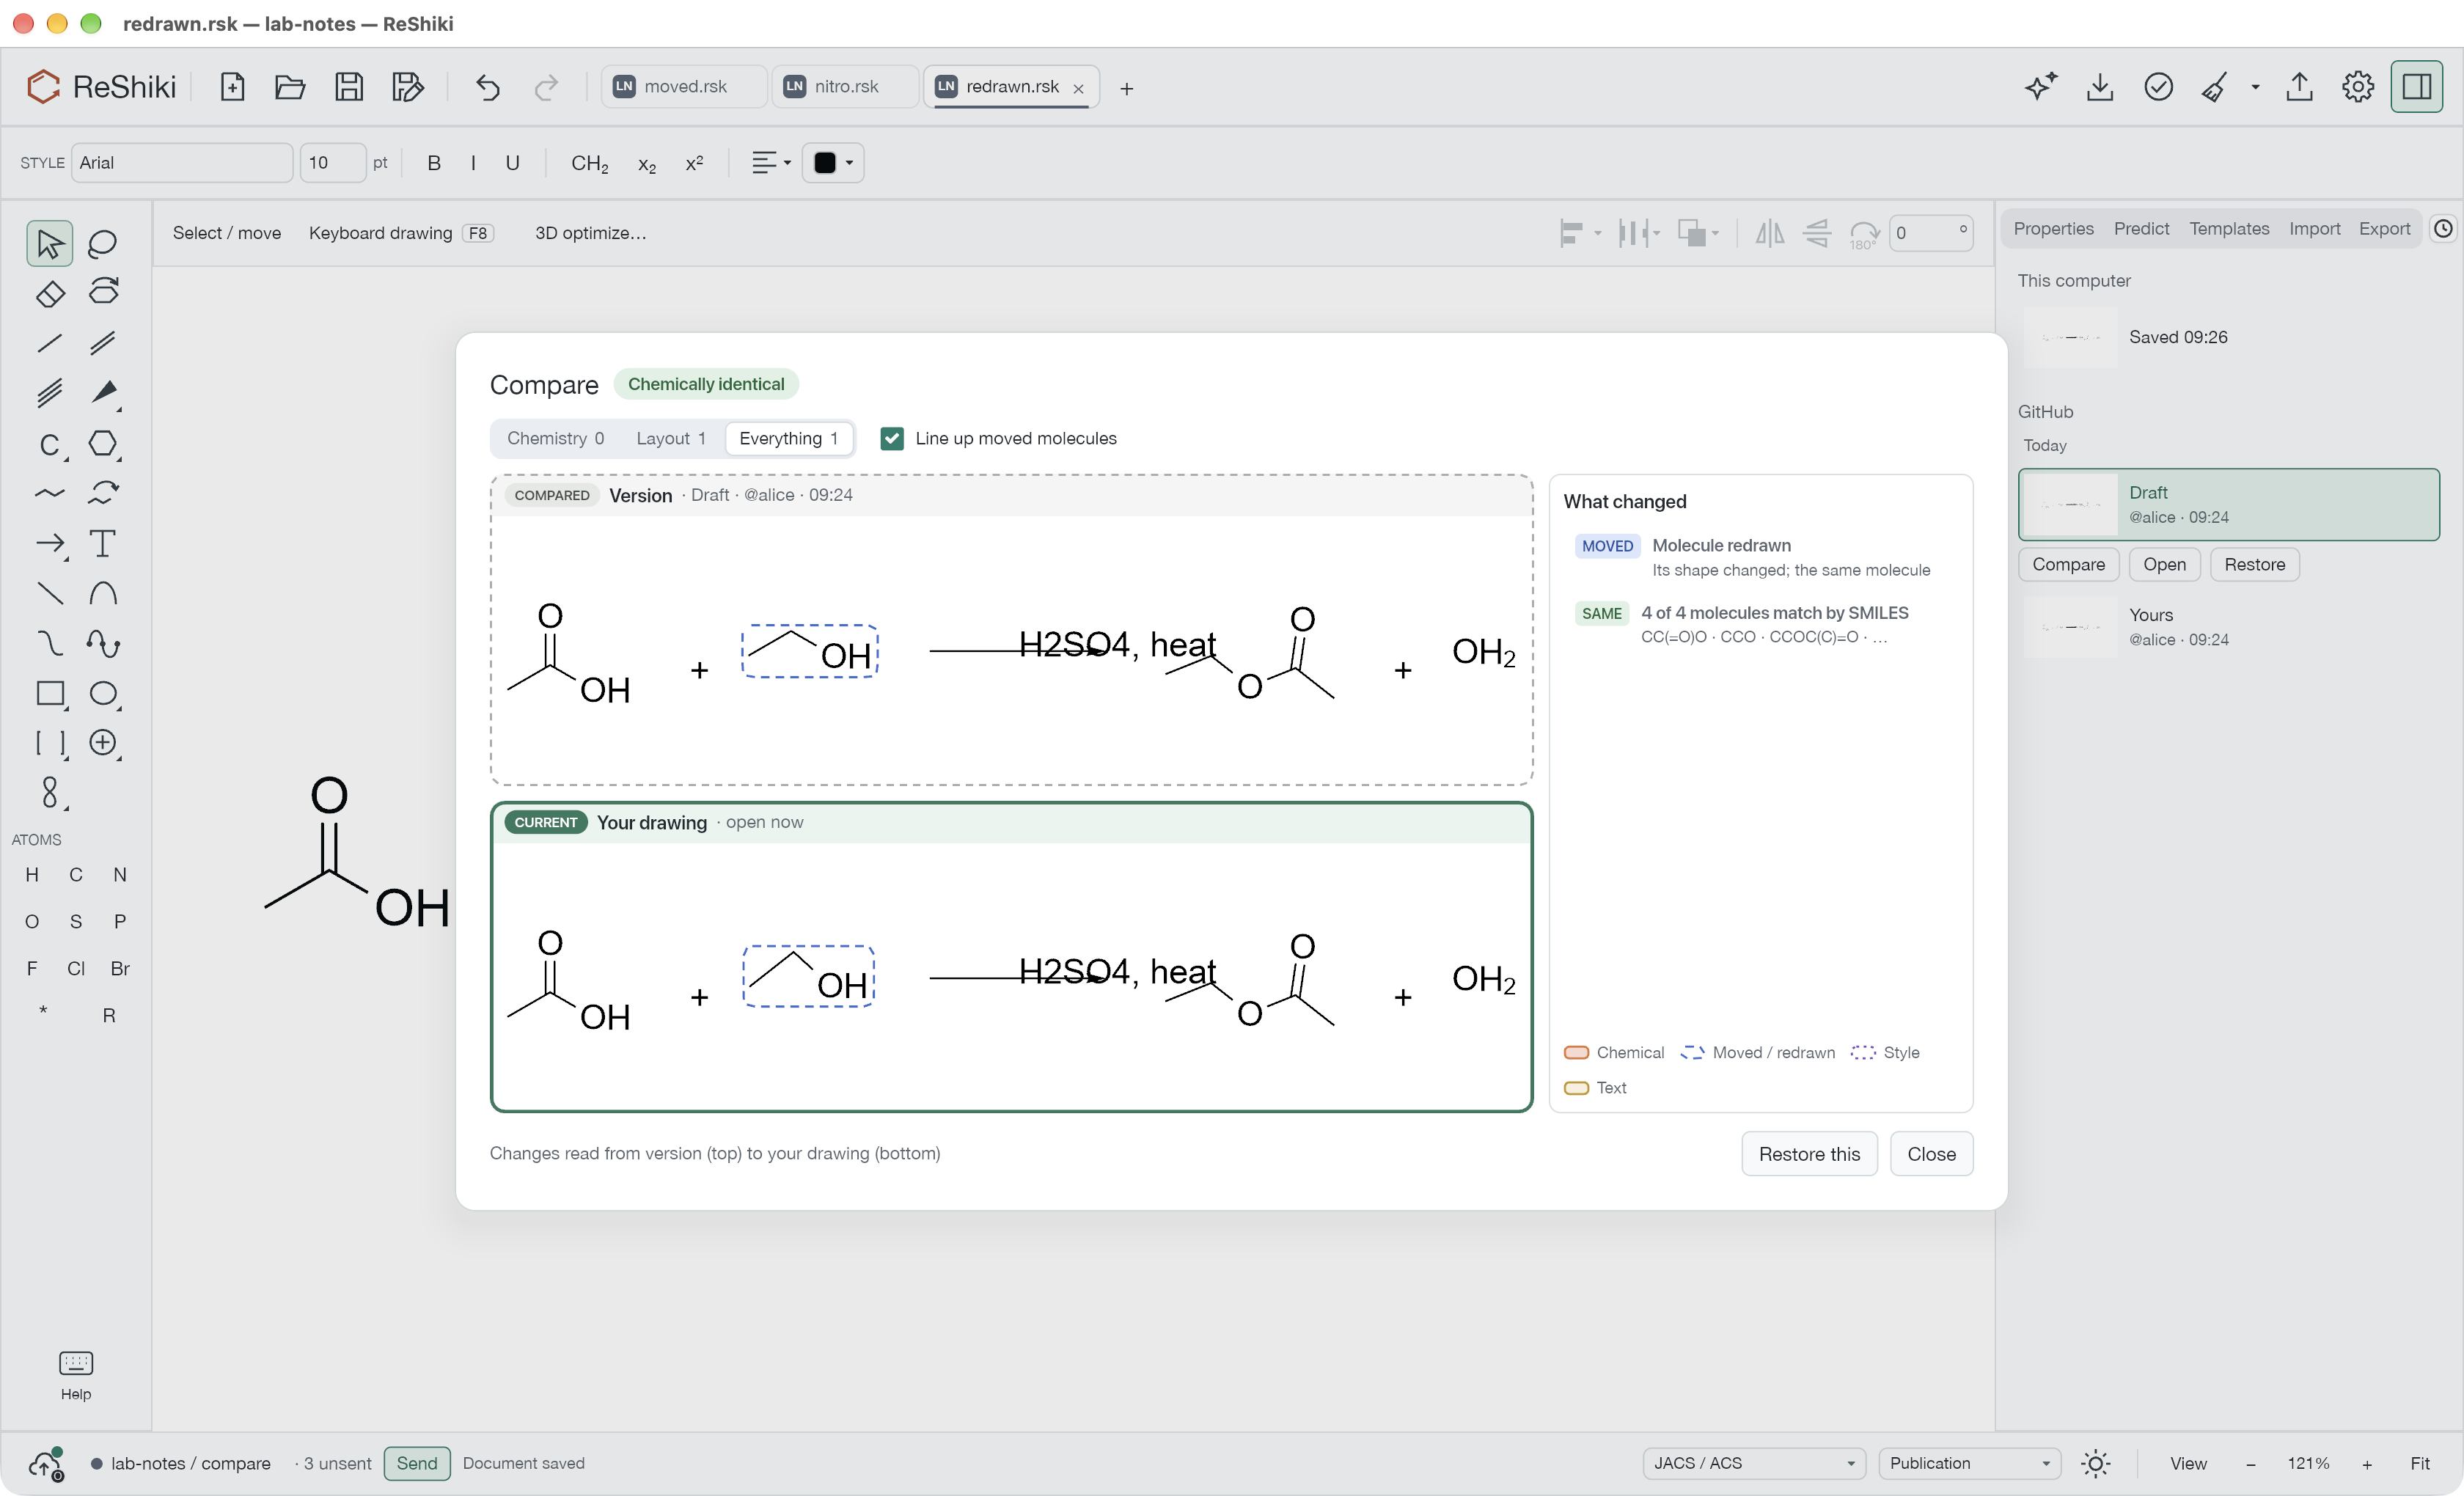 redrawn.rsk — lab-notes — ReShiki
ReShiki
LN moved.rsk
LN nitro.rsk
LN redrawn.rsk ×
+
STYLE Arial 10 pt B I U CH₂ x₂ x²
Select / move Keyboard drawing F8 3D optimize...
180° 0 °
Properties Predict Templates Import Export
This computer
Saved 09:26
GitHub
Today
Draft
@alice · 09:24
Compare Open Restore
Yours
@alice · 09:24
C
T
[ ]
ATOMS
H C N
O S P
F Cl Br
* R
Help
O
OH
Compare Chemically identical
Chemistry 0 Layout 1 Everything 1 Line up moved molecules
COMPARED Version · Draft · @alice · 09:24
O
OH
+
OH
H2SO4, heat
O
O
+
OH₂
CURRENT Your drawing · open now
O
OH
+
OH
H2SO4, heat
O
O
+
OH₂
What changed
MOVED Molecule redrawn
Its shape changed; the same molecule
SAME 4 of 4 molecules match by SMILES
CC(=O)O · CCO · CCOC(C)=O · ...
Chemical Moved / redrawn Style
Text
Changes read from version (top) to your drawing (bottom)
Restore this Close
lab-notes / compare · 3 unsent Send Document saved
JACS / ACS Publication View − 121% + Fit